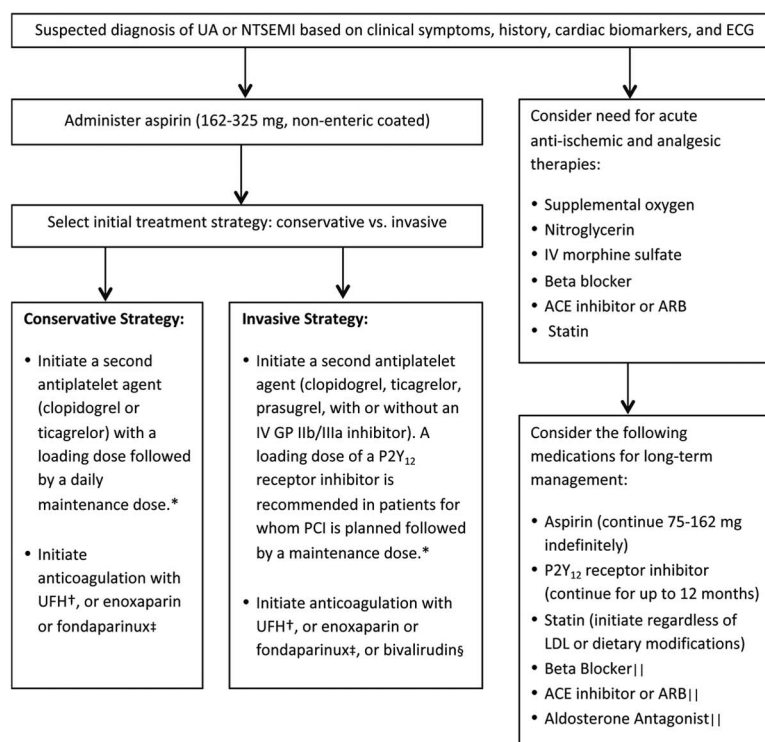 Suspected diagnosis of UA or NTSEMI based on clinical symptoms, history, cardiac biomarkers, and ECG
Administer aspirin (162-325 mg, non-enteric coated)
Select initial treatment strategy: conservative vs. invasive
Conservative Strategy:
• Initiate a second
antiplatelet agent
(clopidogrel or
ticagrelor) with a
loading dose followed
by a daily
maintenance dose.*
• Initiate
anticoagulation with
UFH†, or enoxaparin
or fondaparinux‡
Invasive Strategy:
• Initiate a second antiplatelet
agent (clopidogrel, ticagrelor,
prasugrel, with or without an
IV GP IIb/IIIa inhibitor). A
loading dose of a P2Y₁₂
receptor inhibitor is
recommended in patients for
whom PCI is planned followed
by a maintenance dose.*
• Initiate anticoagulation with
UFH†, or enoxaparin or
fondaparinux‡, or bivalirudin§
Consider need for acute
anti-ischemic and analgesic
therapies:
• Supplemental oxygen
• Nitroglycerin
• IV morphine sulfate
• Beta blocker
• ACE inhibitor or ARB
• Statin
Consider the following
medications for long-term
management:
• Aspirin (continue 75-162 mg
indefinitely)
• P2Y₁₂ receptor inhibitor
(continue for up to 12 months)
• Statin (initiate regardless of
LDL or dietary modifications)
• Beta Blocker||
• ACE inhibitor or ARB||
• Aldosterone Antagonist||